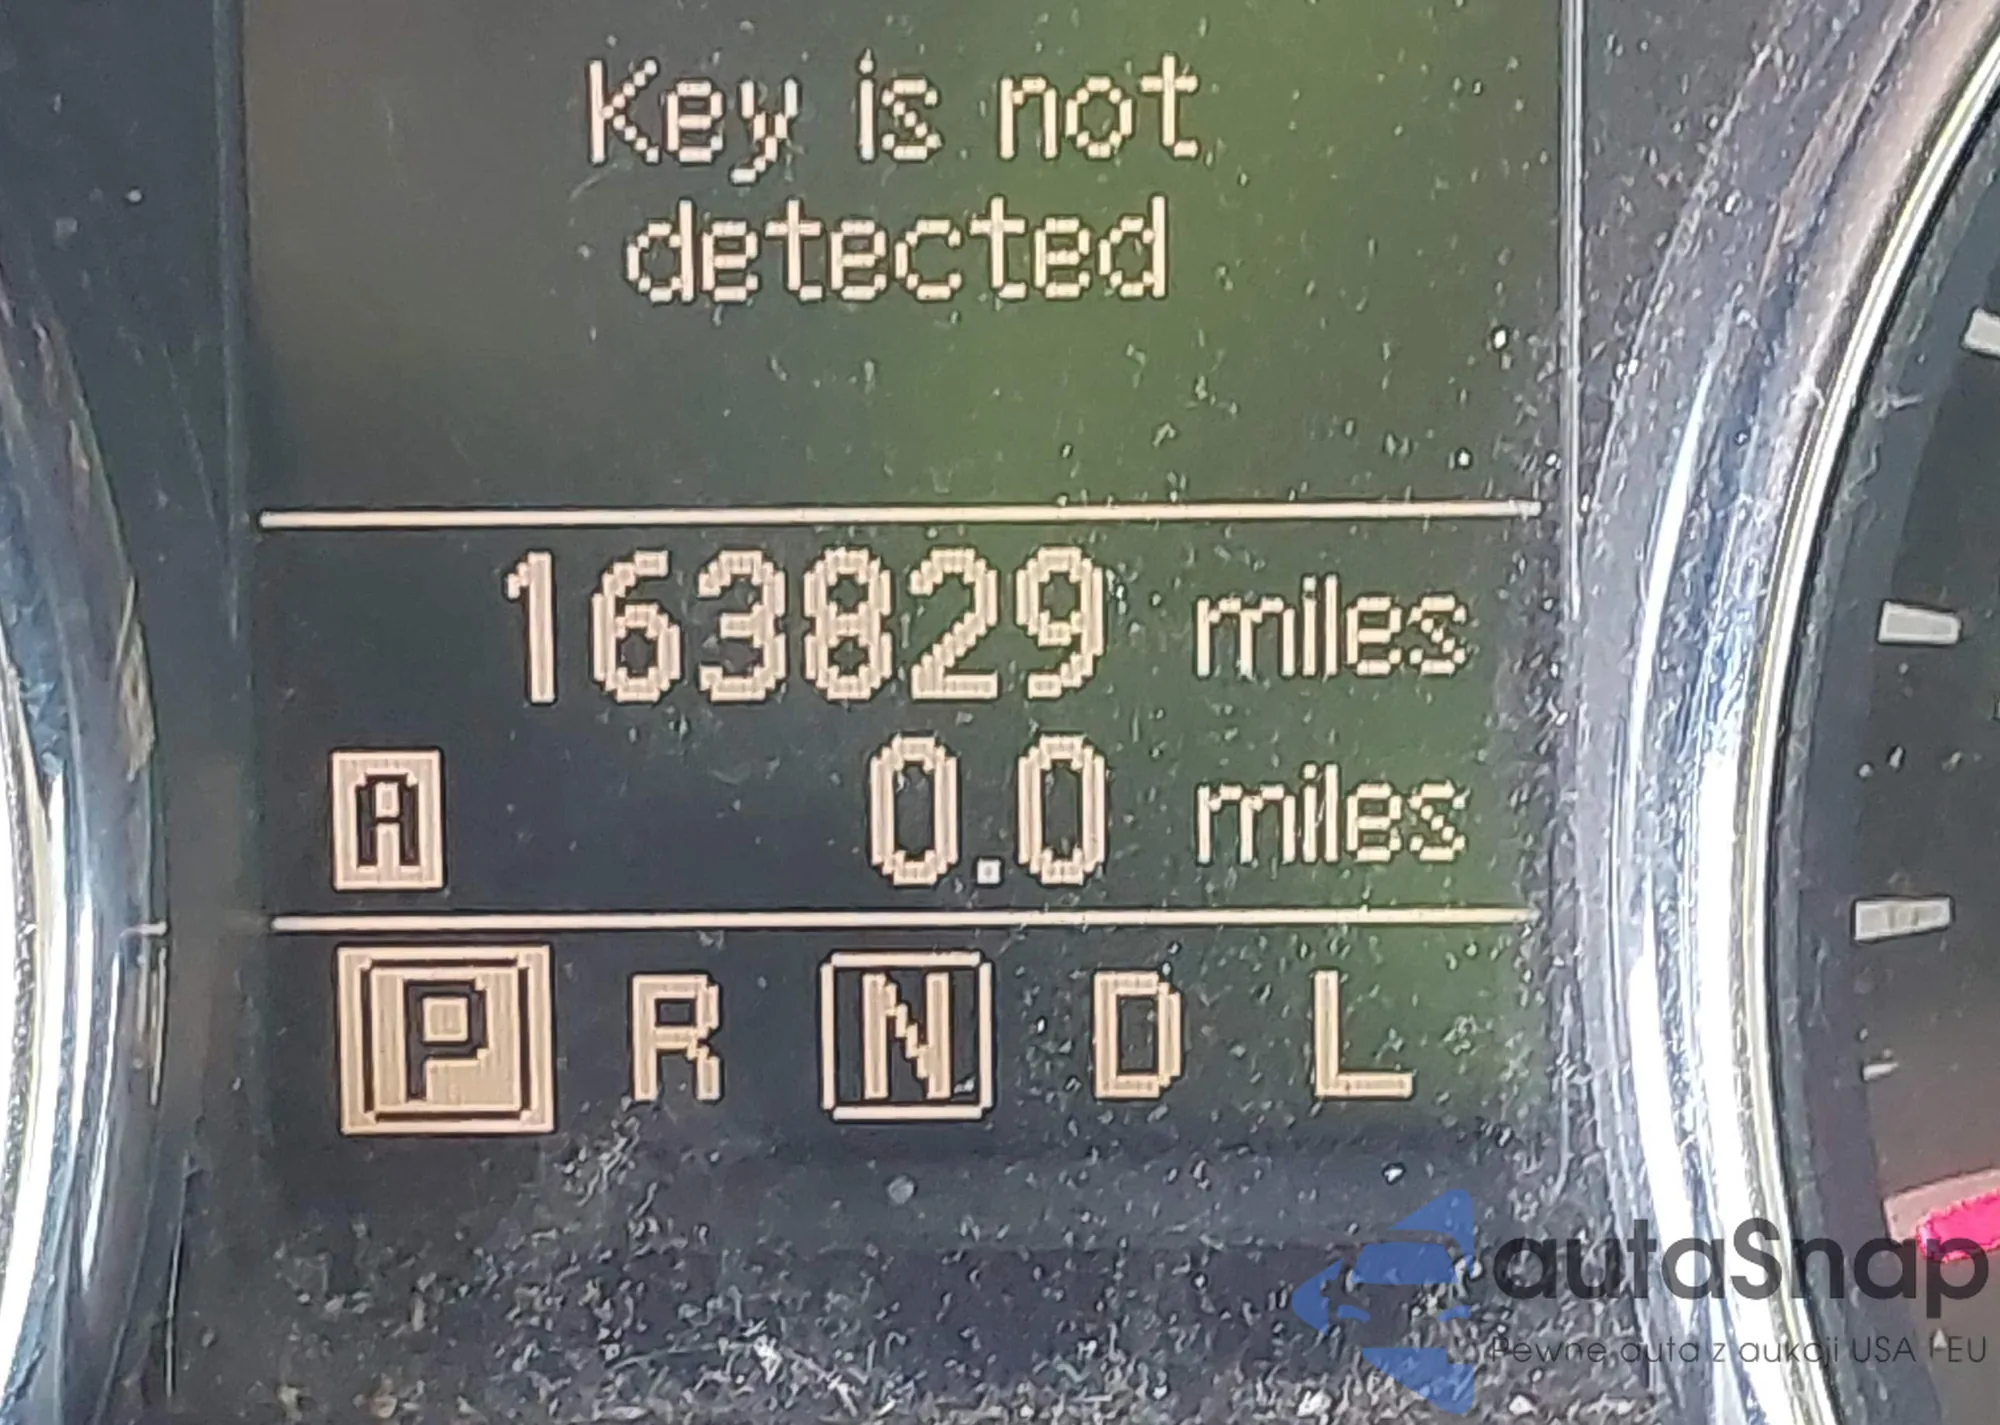 Key is not
detected
163829 miles
A 0.0 miles
P R N D L
autaSnap
Pewne auta z aukcji USA i EU